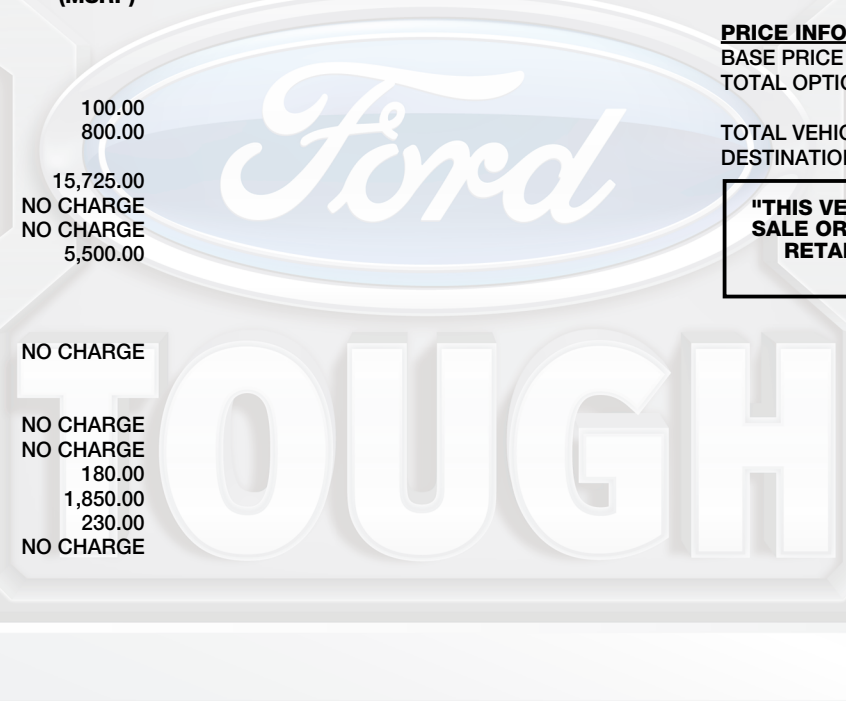 (MSRP)
100.00
800.00
15,725.00
NO CHARGE
NO CHARGE
5,500.00
NO CHARGE
NO CHARGE
NO CHARGE
180.00
1,850.00
230.00
NO CHARGE
PRICE INFO
BASE PRICE
TOTAL OPTIO
TOTAL VEHIC
DESTINATION
"THIS VE
SALE OR
RETAI
Ford
TOUGH